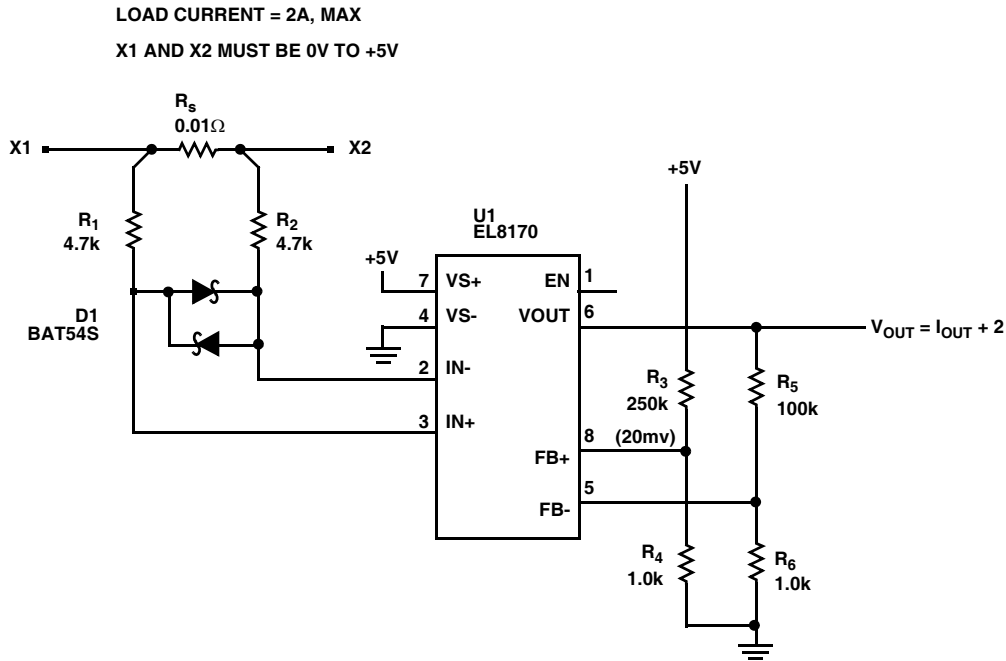 LOAD CURRENT = 2A, MAX
X1 AND X2 MUST BE 0V TO +5V
Rs
0.01Ω
X1
X2
R1
4.7k
R2
4.7k
D1
BAT54S
U1
EL8170
+5V
+5V
7
VS+
EN
1
4
VS-
VOUT
6
2
IN-
3
IN+
8
(20mv)
FB+
5
FB-
VOUT = IOUT + 2
R3
250k
R5
100k
R4
1.0k
R6
1.0k